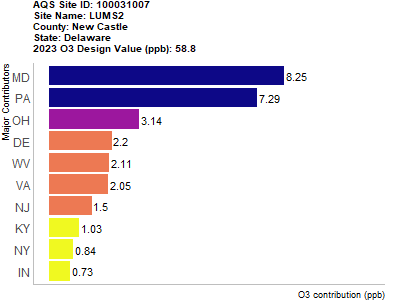 AQS Site ID: 100031007
Site Name: LUMS2
County: New Castle
State: Delaware
2023 O3 Design Value (ppb): 58.8
Major Contributors
MD 8.25
PA 7.29
OH 3.14
DE 2.2
WV 2.11
VA 2.05
NJ 1.5
KY 1.03
NY 0.84
IN 0.73
O3 contribution (ppb)